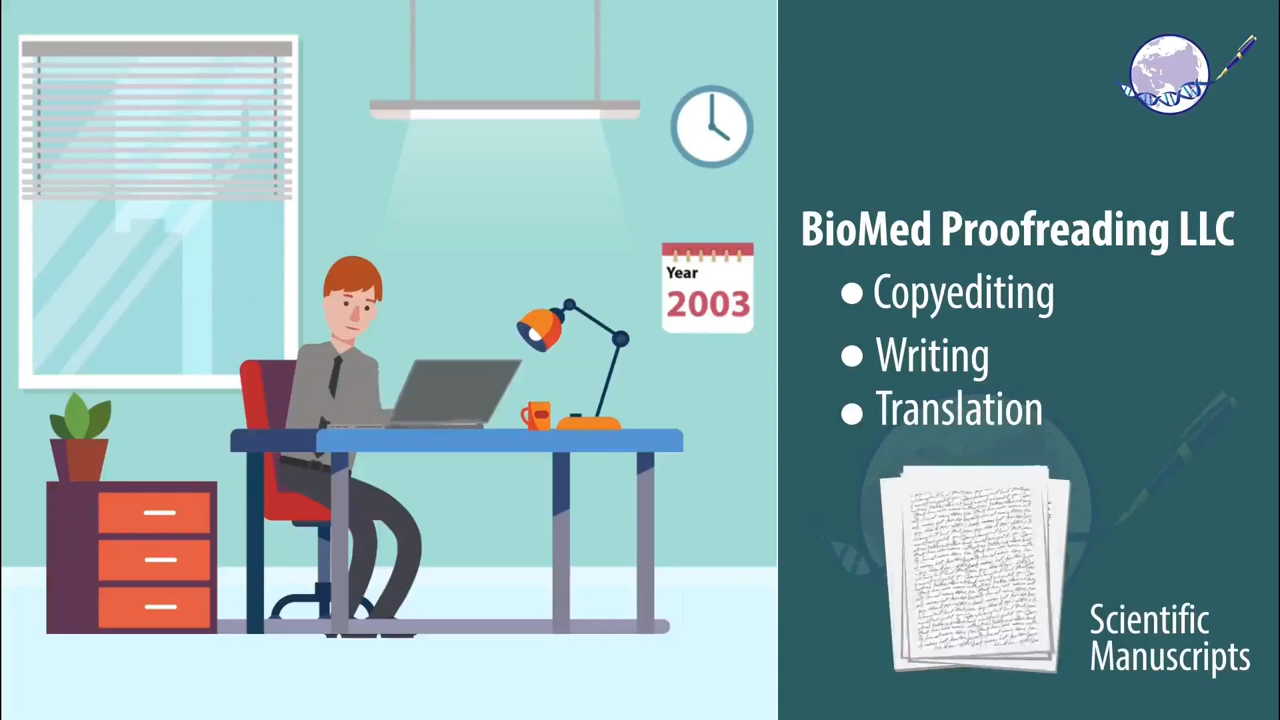 Year
2003
BioMed Proofreading LLC
Copyediting
Writing
Translation
Scientific
Manuscripts